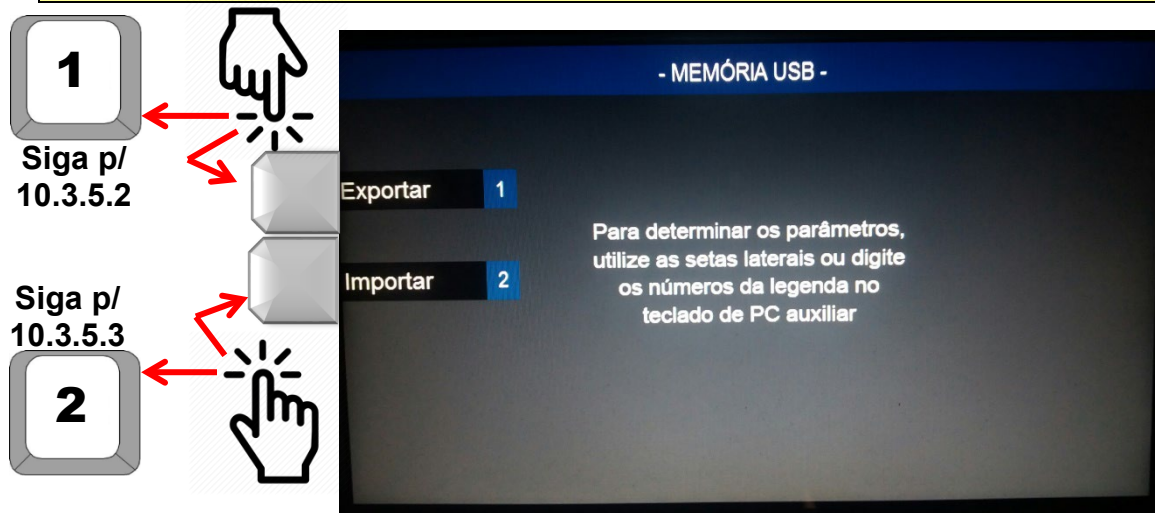 1
Siga p/
10.3.5.2
- MEMÓRIA USB -
Exportar 1
Importar 2
Para determinar os parâmetros,
utilize as setas laterais ou digite
os números da legenda no
teclado de PC auxiliar
Siga p/
10.3.5.3
2